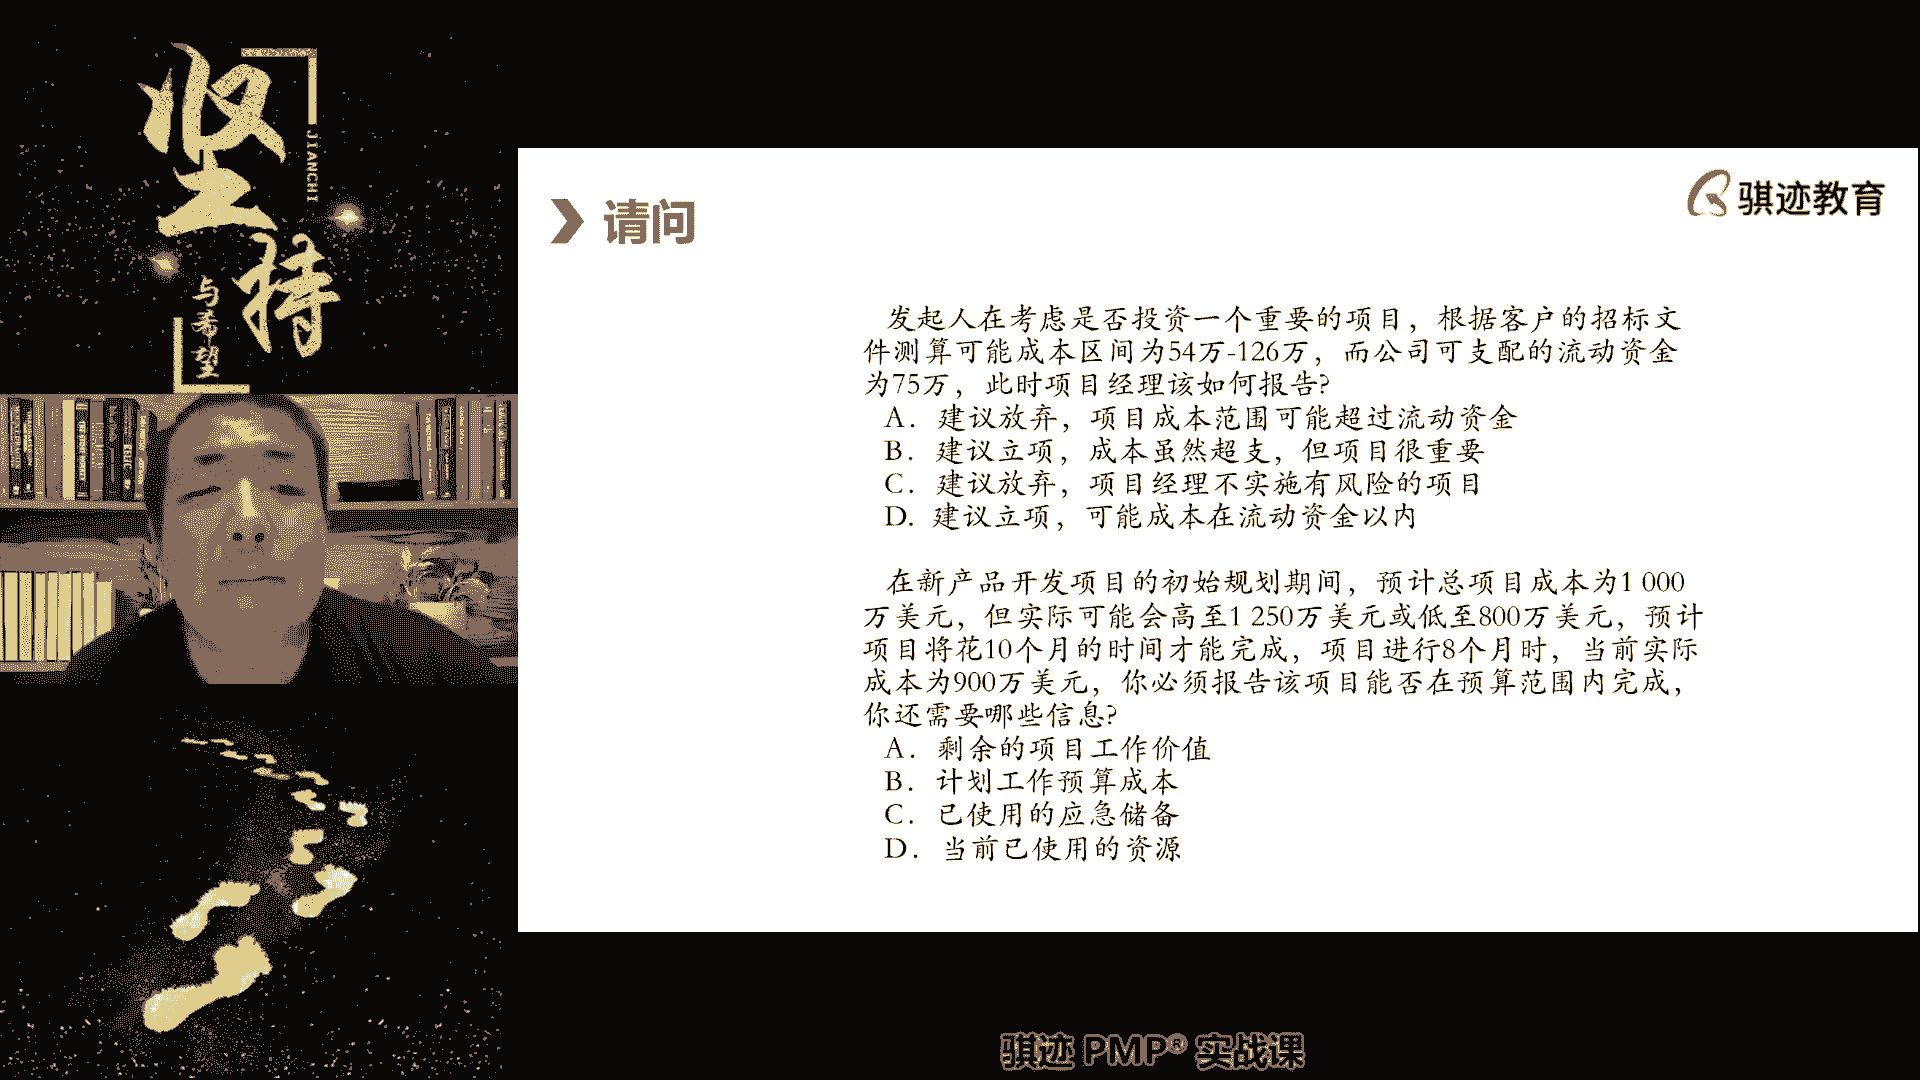 坚持
JIANCHI
与希望
骐迹教育
请问
发起人在考虑是否投资一个重要的项目，根据客户的招标文
件测算可能成本区间为54万-126万，而公司可支配的流动资金
为75万，此时项目经理该如何报告?
A. 建议放弃，项目成本范围可能超过流动资金
B. 建议立项，成本虽然超支，但项目很重要
C. 建议放弃，项目经理不实施有风险的项目
D. 建议立项，可能成本在流动资金以内
在新产品开发项目的初始规划期间，预计总项目成本为1 000
万美元，但实际可能会高至1 250万美元或低至800万美元，预计
项目将花10个月的时间才能完成，项目进行8个月时，当前实际
成本为900万美元，你必须报告该项目能否在预算范围内完成，
你还需要哪些信息?
A. 剩余的项目工作价值
B. 计划工作预算成本
C. 已使用的应急储备
D. 当前已使用的资源
骐迹 PMP® 实战课